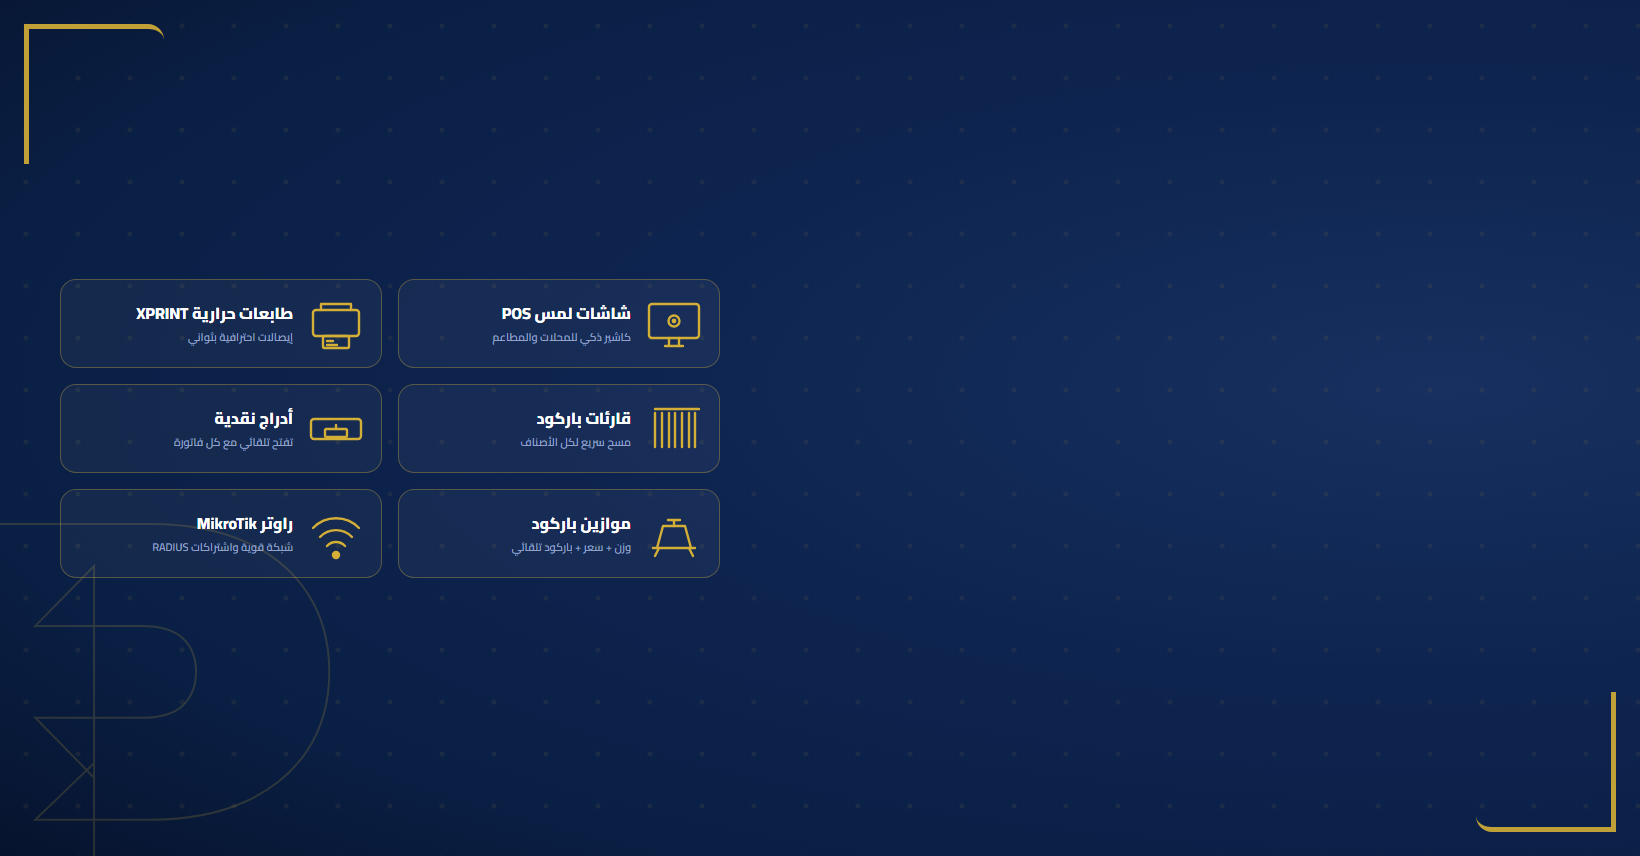 شاشات لمس POS
كاشير ذكي للمحلات والمطاعم
طابعات حرارية XPRINT
إيصالات احترافية بثواني
قارئات باركود
مسح سريع لكل الأصناف
أدراج نقدية
تفتح تلقائي مع كل فاتورة
موازين باركود
وزن + سعر + باركود تلقائي
راوتر MikroTik
شبكة قوية واشتراكات RADIUS